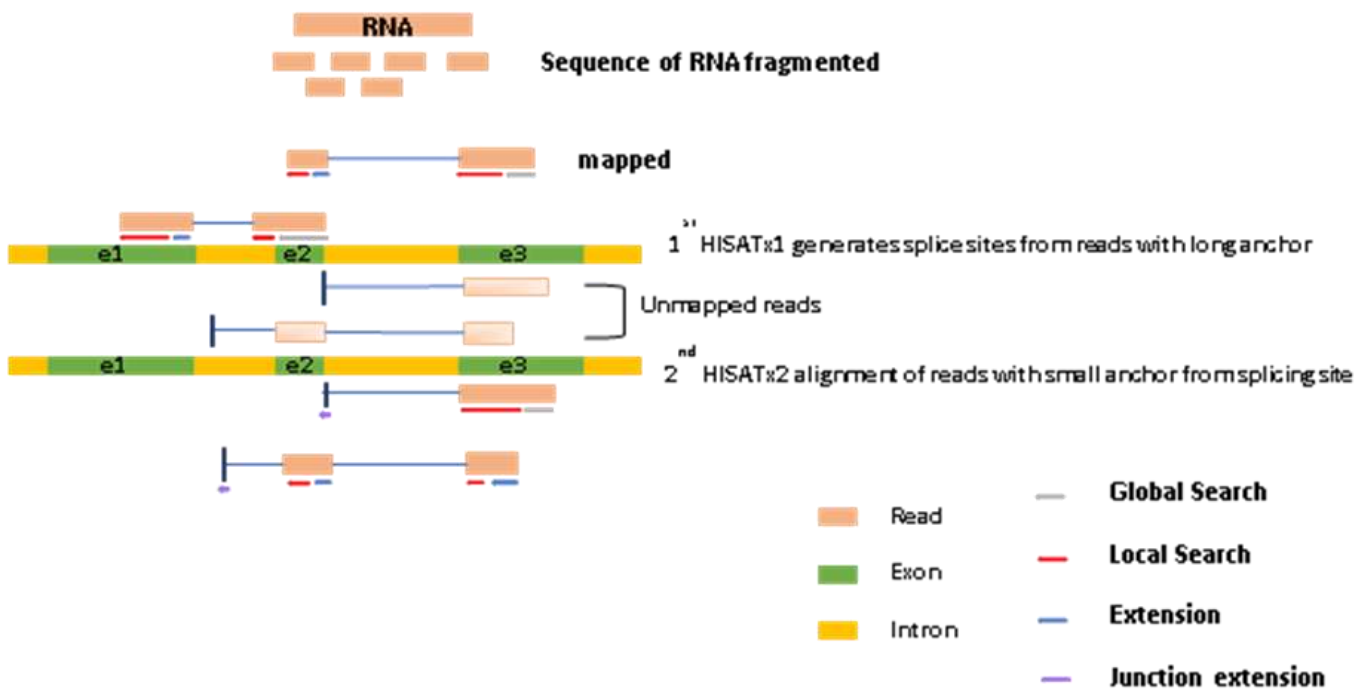 RNA
Sequence of RNA fragmented
mapped
e1 e2 e3
1st HISATx1 generates splice sites from reads with long anchor
Unmapped reads
e1 e2 e3
2nd HISATx2 alignment of reads with small anchor from splicing site
Read
Exon
Intron
Global Search
Local Search
Extension
Junction extension